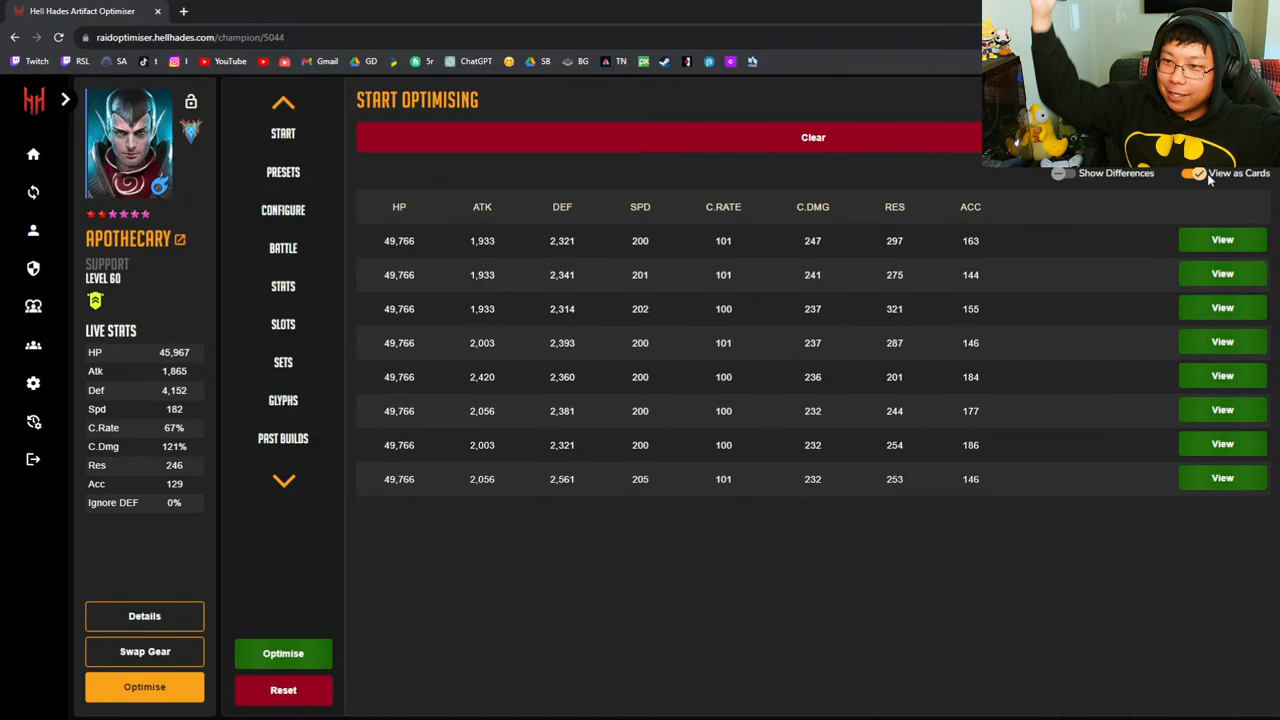 Hell Hades Artifact Optimiser
raidoptimiser.hellhades.com/champion/5044
Twitch RSL SA t I YouTube Gmail GD 5r ChatGPT SB BG TN
START OPTIMISING
Clear
Show Differences View as Cards
APOTHECARY
SUPPORT
LEVEL 60
LIVE STATS
HP 45,967
Atk 1,865
Def 4,152
Spd 182
C.Rate 67%
C.Dmg 121%
Res 246
Acc 129
Ignore DEF 0%
Details
Swap Gear
Optimise
START
PRESETS
CONFIGURE
BATTLE
STATS
SLOTS
SETS
GLYPHS
PAST BUILDS
Optimise
Reset
HP ATK DEF SPD C.RATE C.DMG RES ACC
49,766 1,933 2,321 200 101 247 297 163 View
49,766 1,933 2,341 201 101 241 275 144 View
49,766 1,933 2,314 202 100 237 321 155 View
49,766 2,003 2,393 200 101 237 287 146 View
49,766 2,420 2,360 200 100 236 201 184 View
49,766 2,056 2,381 200 100 232 244 177 View
49,766 2,003 2,321 200 100 232 254 186 View
49,766 2,056 2,561 205 101 232 253 146 View